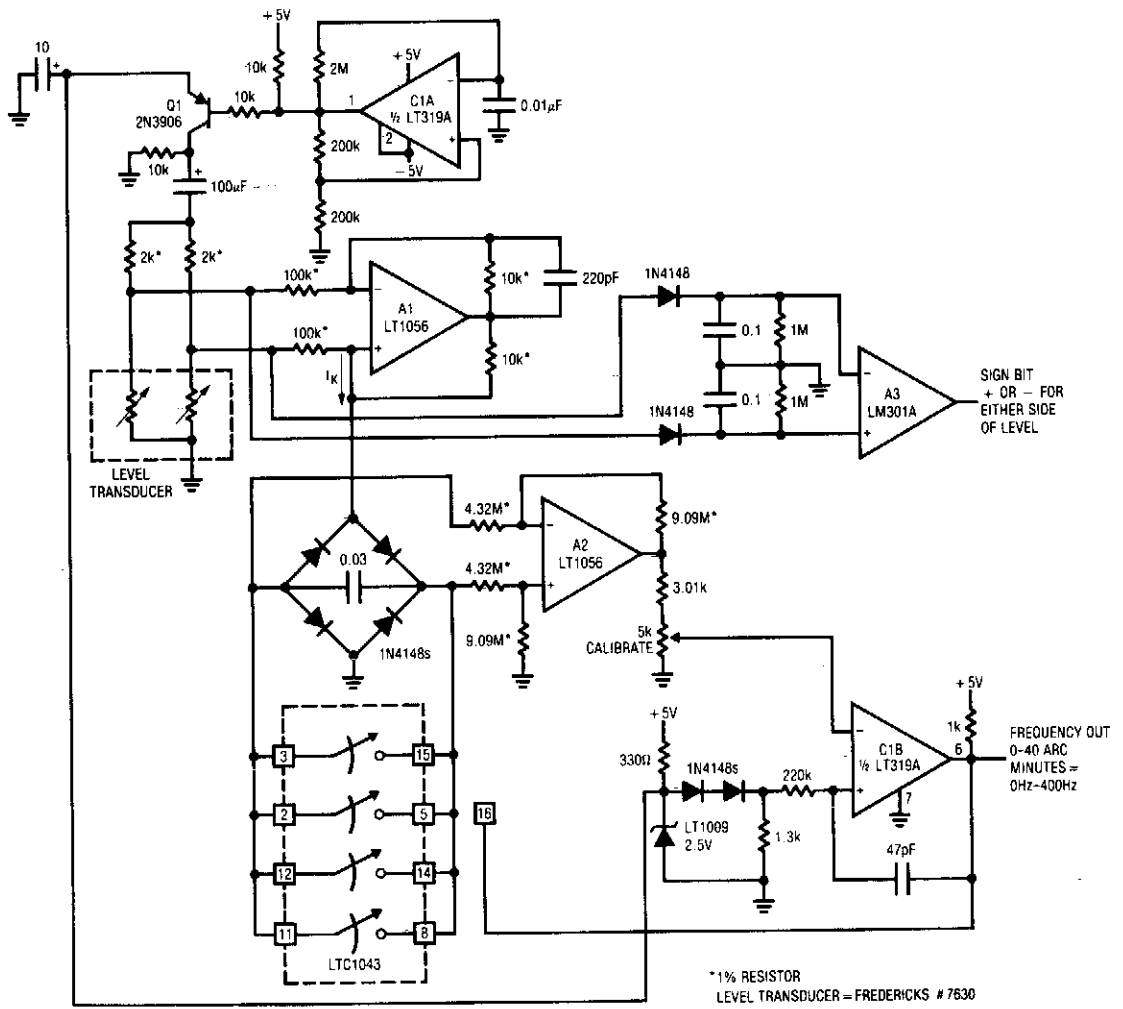 +5V
10
+
10k
2M
+5V
−
1
C1A
½ LT319A
0.01µF
Q1
2N3906
10k
2
+
−5V
10k
200k
+
100µF
200k
2k*
2k*
100k*
−
A1
LT1056
10k*
220pF
1N4148
100k*
+
10k*
0.1
1M
IK
−
A3
LM301A
SIGN BIT
+ OR − FOR
EITHER SIDE
OF LEVEL
1N4148
0.1
1M
+
LEVEL
TRANSDUCER
4.32M*
−
9.09M*
A2
LT1056
0.03
4.32M*
+
3.01k
9.09M*
5k
CALIBRATE
1N4148s
+5V
+5V
−
1k
3
15
330Ω
1N4148s
C1B
½ LT319A
6
FREQUENCY OUT
0-40 ARC
MINUTES =
0Hz-400Hz
220k
+
7
2
5
16
LT1009
2.5V
1.3k
47pF
12
14
11
8
LTC1043
*1% RESISTOR
LEVEL TRANSDUCER = FREDERICKS #7630